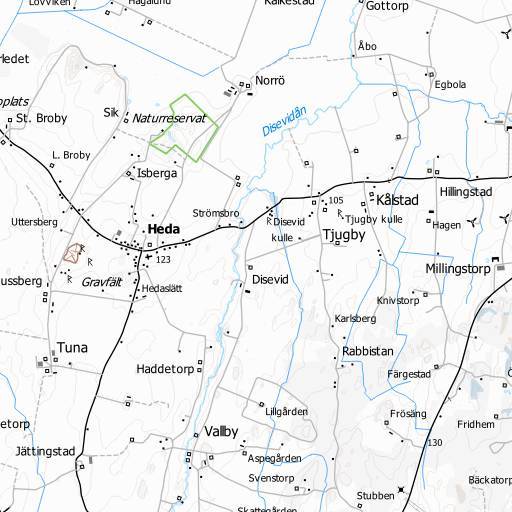 Lövviken
Hagalund
Kalkestad
Gottorp
Åbo
Norrö
Egbola
Sik
Naturreservat
Disevidån
St. Broby
L. Broby
Isberga
Kålstad
Hillingstad
105
Uttersberg
Heda
Strömsbro
Disevid
kulle
Tjugby kulle
Tjugby
Hagen
R
R
R
R
123
Gravfält
Hedaslätt
Disevid
Millingstorp
Knivstorp
Karlsberg
Tuna
Haddetorp
Rabbistan
Färgestad
Lillgården
Frösäng
Fridhem
Vallby
130
Jättingstad
Aspegården
Svenstorp
Bäckatorp
Stubben
Skattegården